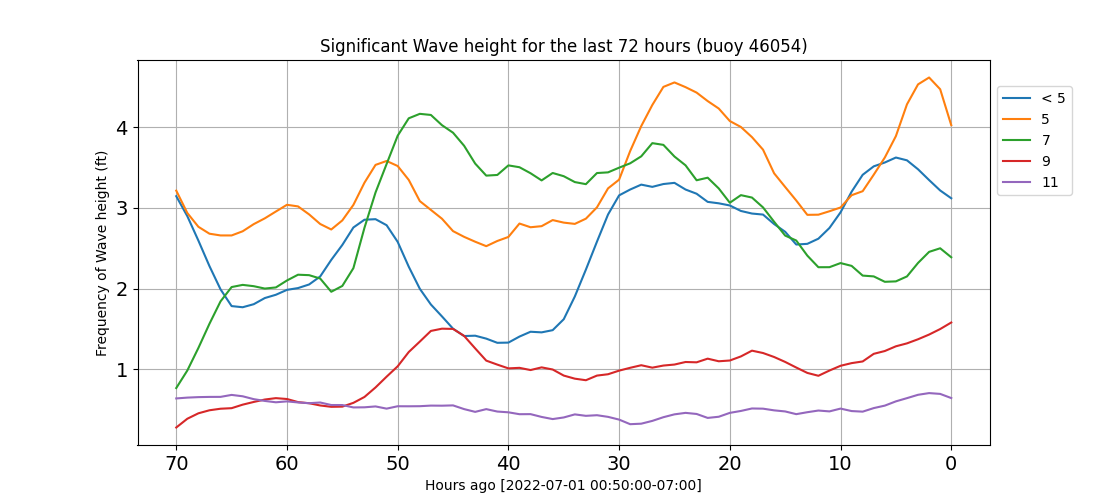 Significant Wave height for the last 72 hours (buoy 46054)
Frequency of Wave height (ft)
4
3
2
1
70 60 50 40 30 20 10 0
Hours ago [2022-07-01 00:50:00-07:00]
< 5
5
7
9
11